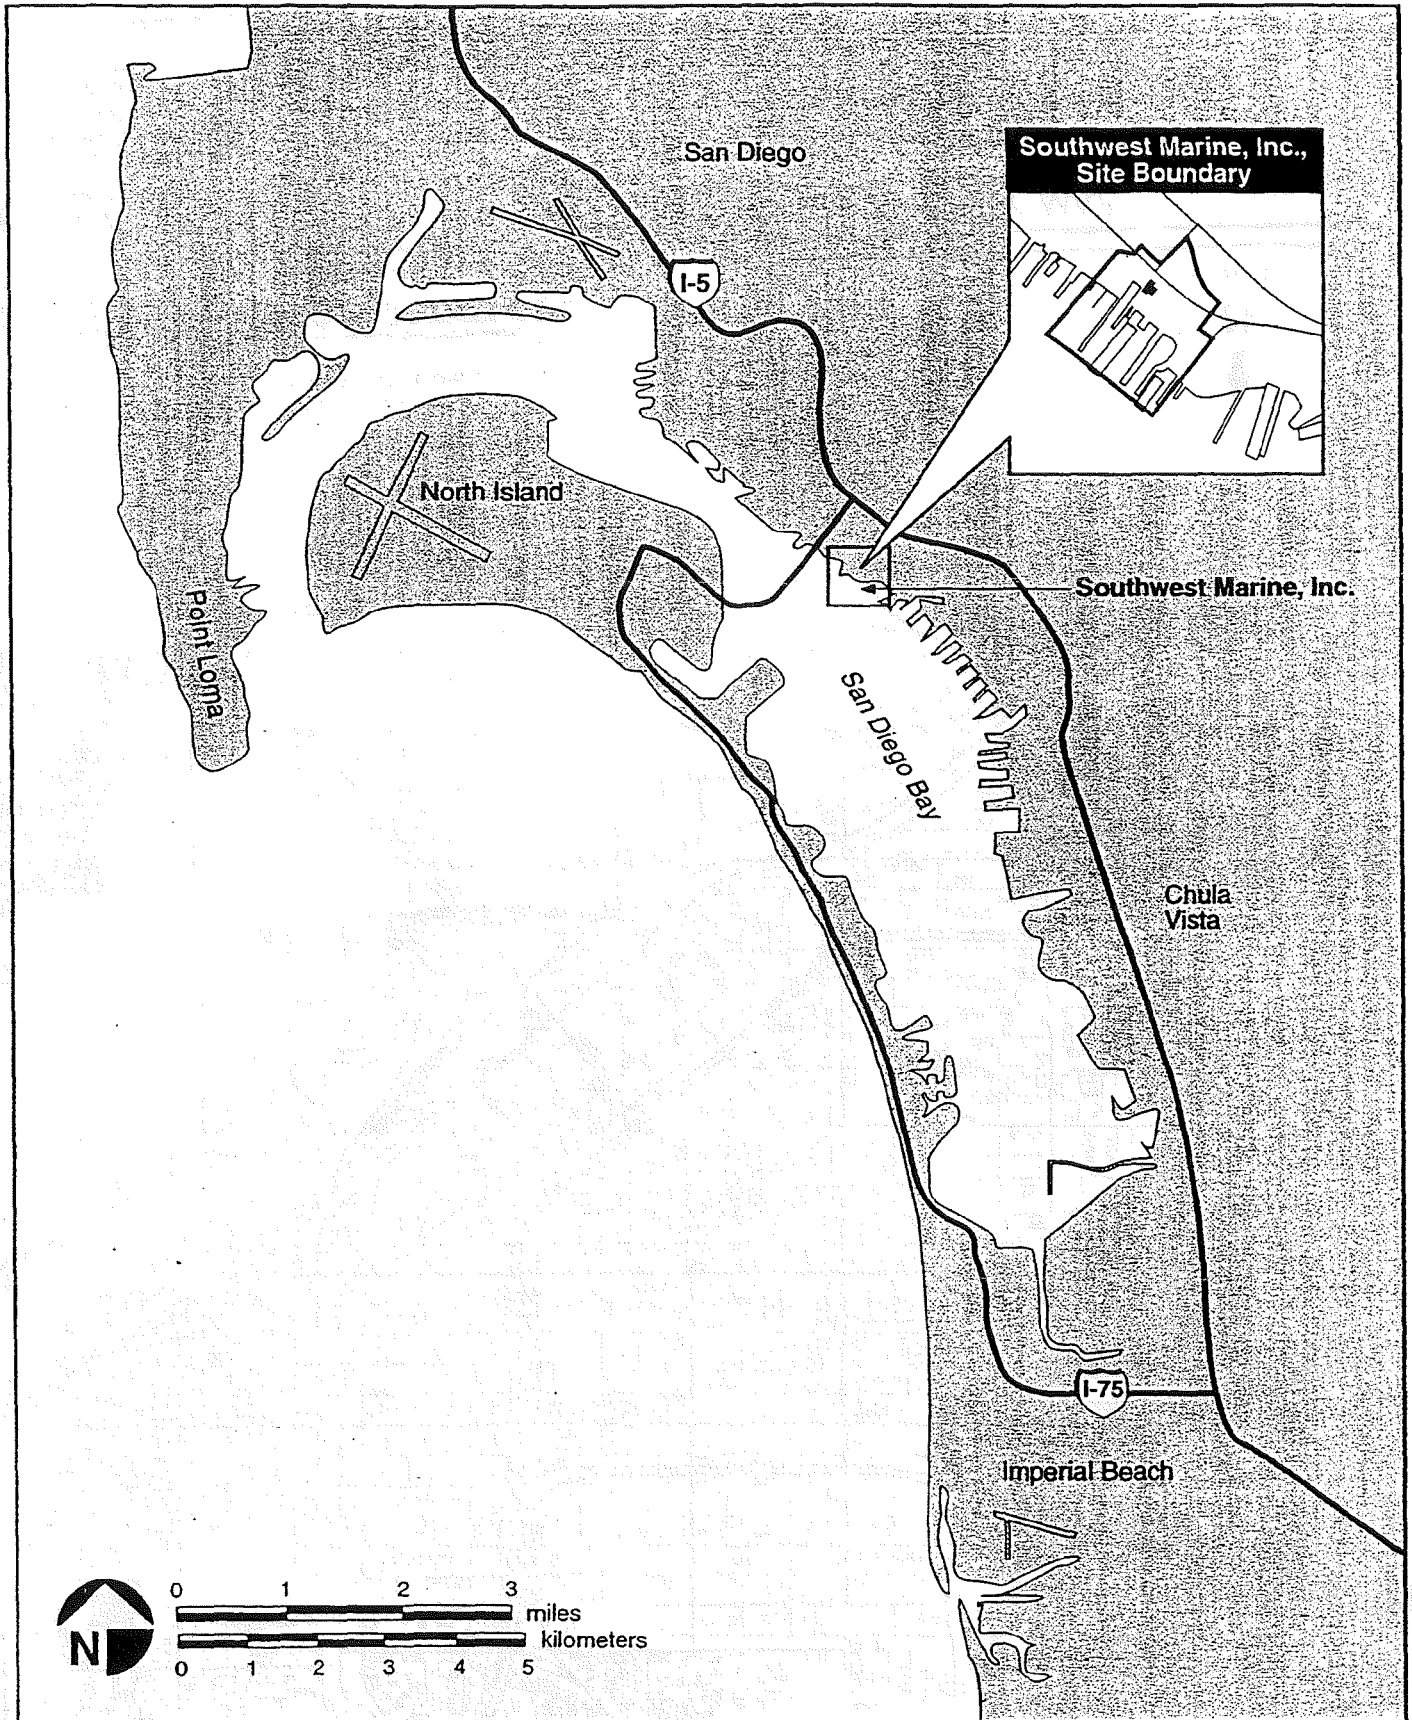 San Diego
Southwest Marine, Inc.,
Site Boundary
I-5
North Island
Southwest Marine, Inc.
Point Loma
San Diego Bay
Chula
Vista
I-75
Imperial Beach
0 1 2 3
miles
kilometers
0 1 2 3 4 5
N